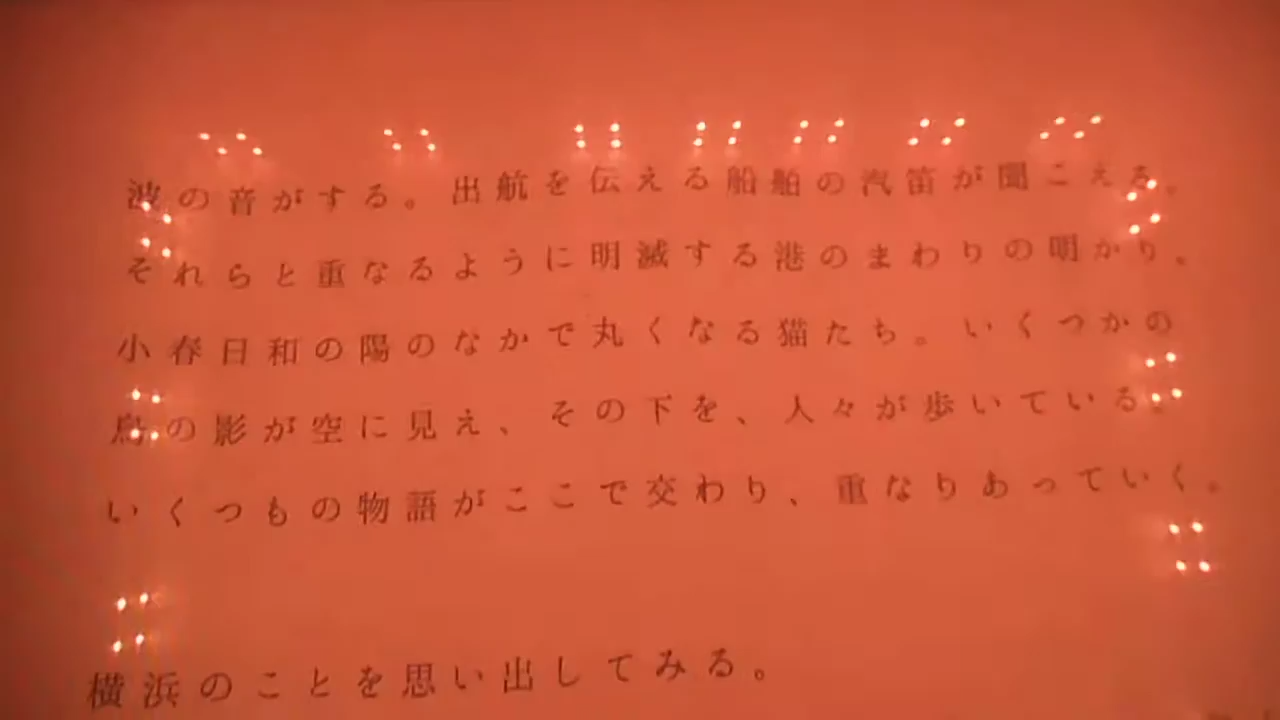 波の音がする。出航を伝える船舶の汽笛が聞こえる。
それらと重なるように明滅する港のまわりの明かり。
小春日和の陽のなかで丸くなる猫たち。いくつかの
鳥の影が空に見え、その下を、人々が歩いている。
いくつもの物語がここで交わり、重なりあっていく。
横浜のことを思い出してみる。